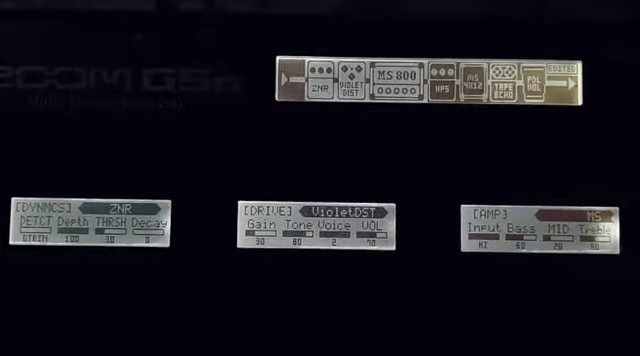 ZOOM G5n
EDITED
ZNR
VIOLET DIST
MS 800
HPS
MS 4X12
TAPE ECHO
PDL VOL
[DYNMCS] ZNR
DETCT Depth THRSH Decay
GTRIN 100 30 0
[DRIVE] VioletDST
Gain Tone Voice VOL
30 80 2 70
[AMP] MS
Input Bass MID Treble
HI 60 20